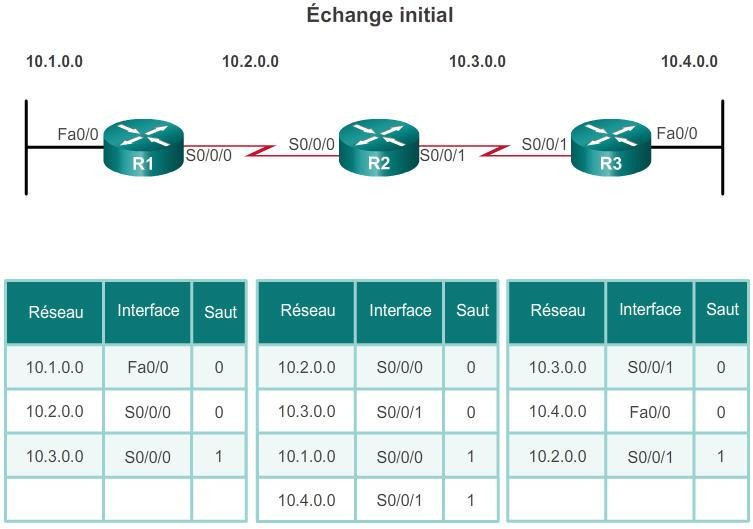 Échange initial
10.1.0.0 10.2.0.0 10.3.0.0 10.4.0.0
Fa0/0 R1 S0/0/0 S0/0/0 R2 S0/0/1 S0/0/1 R3 Fa0/0
Réseau Interface Saut Réseau Interface Saut Réseau Interface Saut
10.1.0.0 Fa0/0 0 10.2.0.0 S0/0/0 0 10.3.0.0 S0/0/1 0
10.2.0.0 S0/0/0 0 10.3.0.0 S0/0/1 0 10.4.0.0 Fa0/0 0
10.3.0.0 S0/0/0 1 10.1.0.0 S0/0/0 1 10.2.0.0 S0/0/1 1
10.4.0.0 S0/0/1 1